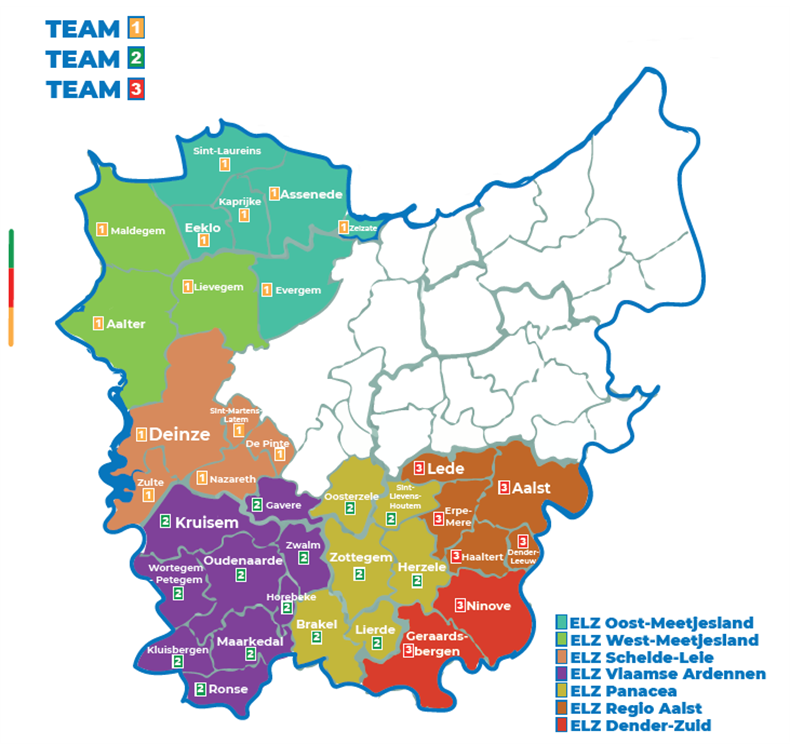 TEAM 1
TEAM 2
TEAM 3
Sint-Laureins
1
Kaprijke
1
1 Assenede
Eeklo
1
1 Zelzate
1 Maldegem
1 Lievegem
1 Evergem
1 Aalter
Sint-Martens-
Latem
1
1 Deinze
De Pinte
1
Zulte
1
1 Nazareth
3 Lede
3 Aalst
Oosterzele
2
Sint-
Lievens-
Houtem
2
2 Gavere
3 Erpe-
Mere
2 Kruisem
Zwalm
2
3 Haaltert
3
Dender-
Leeuw
Zottegem
2
Herzele
2
Oudenaarde
2
Wortegem
- Petegem
2
Horebeke
2
3 Ninove
Brakel
2
Lierde
2
Geraards-
3 bergen
Maarkedal
2
Kluisbergen
2
2 Ronse
ELZ Oost-Meetjesland
ELZ West-Meetjesland
ELZ Schelde-Leie
ELZ Vlaamse Ardennen
ELZ Panacea
ELZ Regio Aalst
ELZ Dender-Zuid